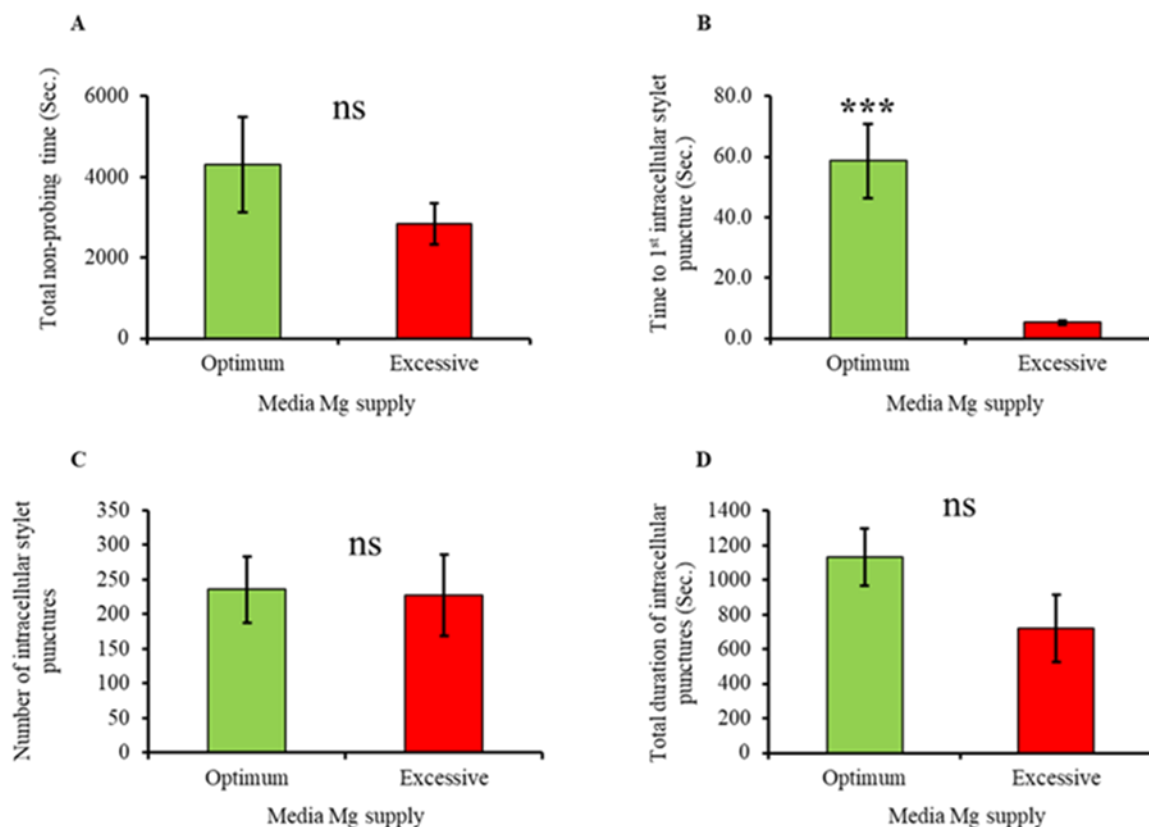 A
Total non-probing time (Sec.)
6000
4000
2000
0
ns
Optimum Excessive
Media Mg supply
B
Time to 1st intracellular stylet
puncture (Sec.)
80.0
60.0
40.0
20.0
0.0
***
Optimum Excessive
Media Mg supply
C
Number of intracellular stylet
punctures
350
300
250
200
150
100
50
0
ns
Optimum Excessive
Media Mg supply
D
Total duration of intracellular
punctures (Sec.)
1400
1200
1000
800
600
400
200
0
ns
Optimum Excessive
Media Mg supply